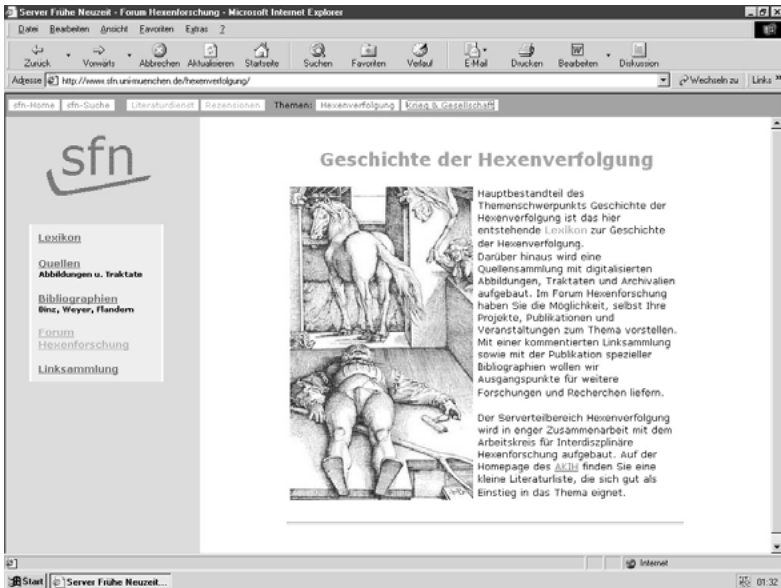 Server Frühe Neuzeit - Forum Hexenforschung - Microsoft Internet Explorer
Datei Bearbeiten Ansicht Favoriten Extras ?
Zurück Vorwärts Abbrechen Aktualisieren Startseite Suchen Favoriten Verlauf E-Mail Drucken Bearbeiten Diskussion
Adresse http://www.sfn.uni-muenchen.de/hexenverfolgung/ Wechseln zu Links »
sfn-Home sfn-Suche Literaturdienst Rezensionen Themen: Hexenverfolgung Krieg & Gesellschaft
sfn
Lexikon
Quellen
Abbildungen u. Traktate
Bibliographien
Binz, Weyer, Flandern
Forum
Hexenforschung
Linksammlung
Geschichte der Hexenverfolgung
Hauptbestandteil des
Themenschwerpunkts Geschichte der
Hexenverfolgung ist das hier
entstehende Lexikon zur Geschichte
der Hexenverfolgung.
Darüber hinaus wird eine
Quellensammlung mit digitalisierten
Abbildungen, Traktaten und Archivalien
aufgebaut. Im Forum Hexenforschung
haben Sie die Möglichkeit, selbst Ihre
Projekte, Publikationen und
Veranstaltungen zum Thema vorstellen.
Mit einer kommentierten Linksammlung
sowie mit der Publikation spezieller
Bibliographien wollen wir
Ausgangspunkte für weitere
Forschungen und Recherchen liefern.
Der Serverteilbereich Hexenverfolgung
wird in enger Zusammenarbeit mit dem
Arbeitskreis für Interdiszplinäre
Hexenforschung aufgebaut. Auf der
Homepage des AKIH finden Sie eine
kleine Literaturliste, die sich gut als
Einstieg in das Thema eignet.
Internet
Start Server Frühe Neuzeit... 01:32